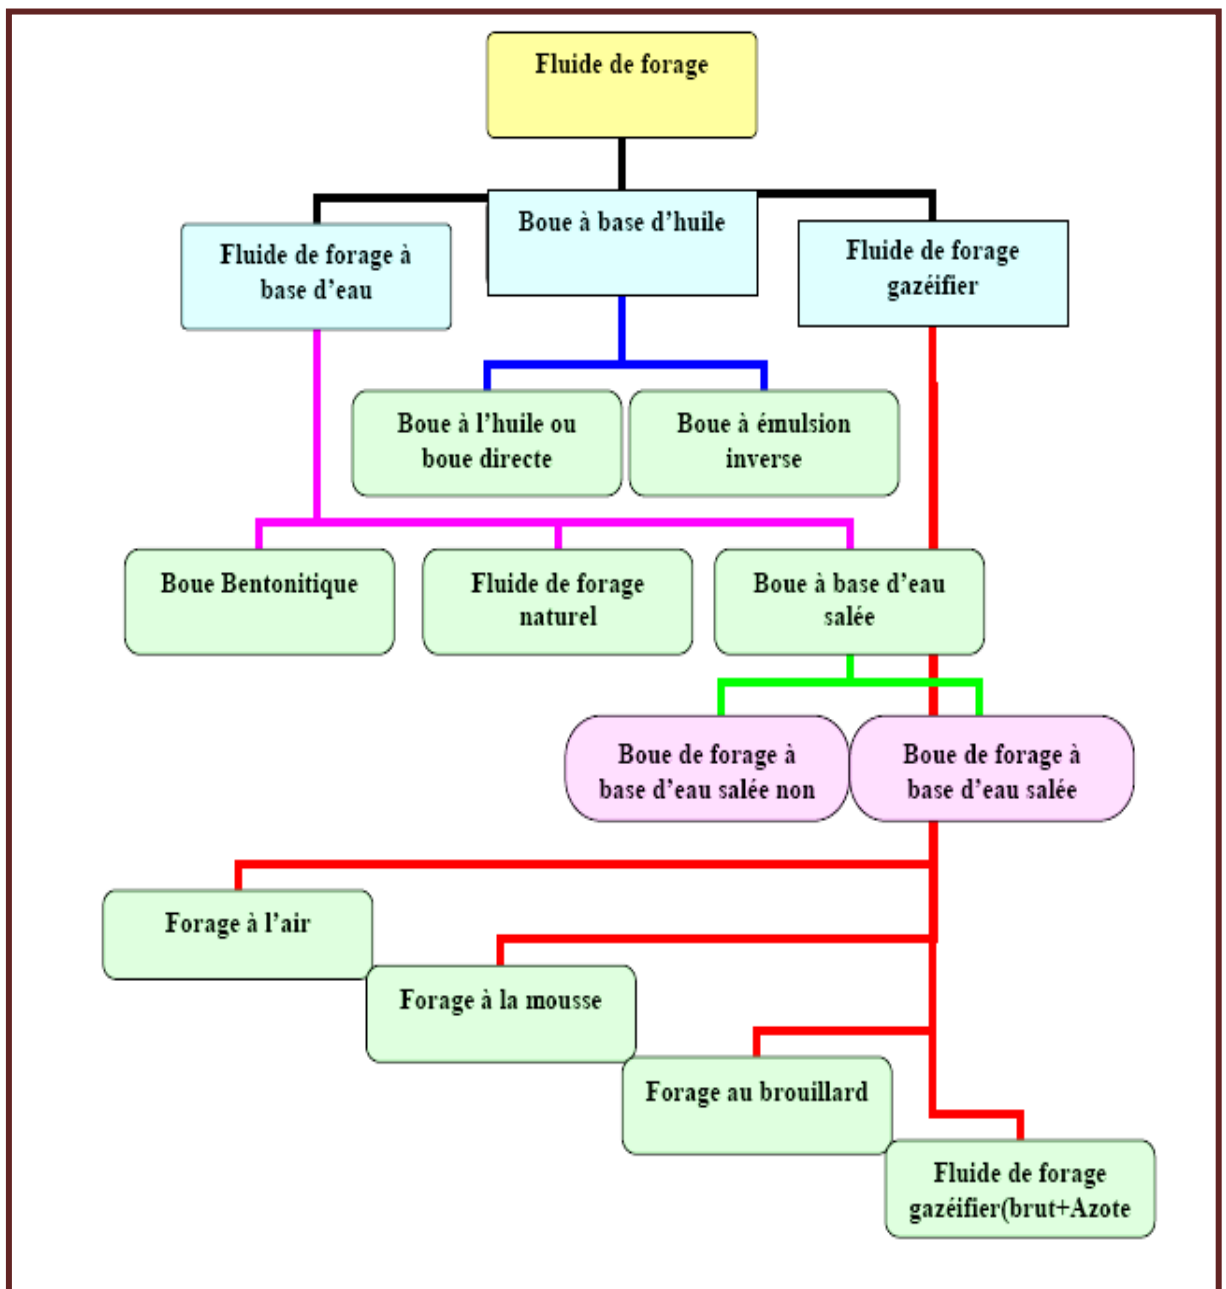 Fluide de forage
Boue à base d’huile
Fluide de forage à
base d’eau
Fluide de forage
gazéifier
Boue à l’huile ou
boue directe
Boue à émulsion
inverse
Boue Bentonitique
Fluide de forage
naturel
Boue à base d’eau
salée
Boue de forage à
base d’eau salée non
Boue de forage à
base d’eau salée
Forage à l’air
Forage à la mousse
Forage au brouillard
Fluide de forage
gazéifier(brut+Azote